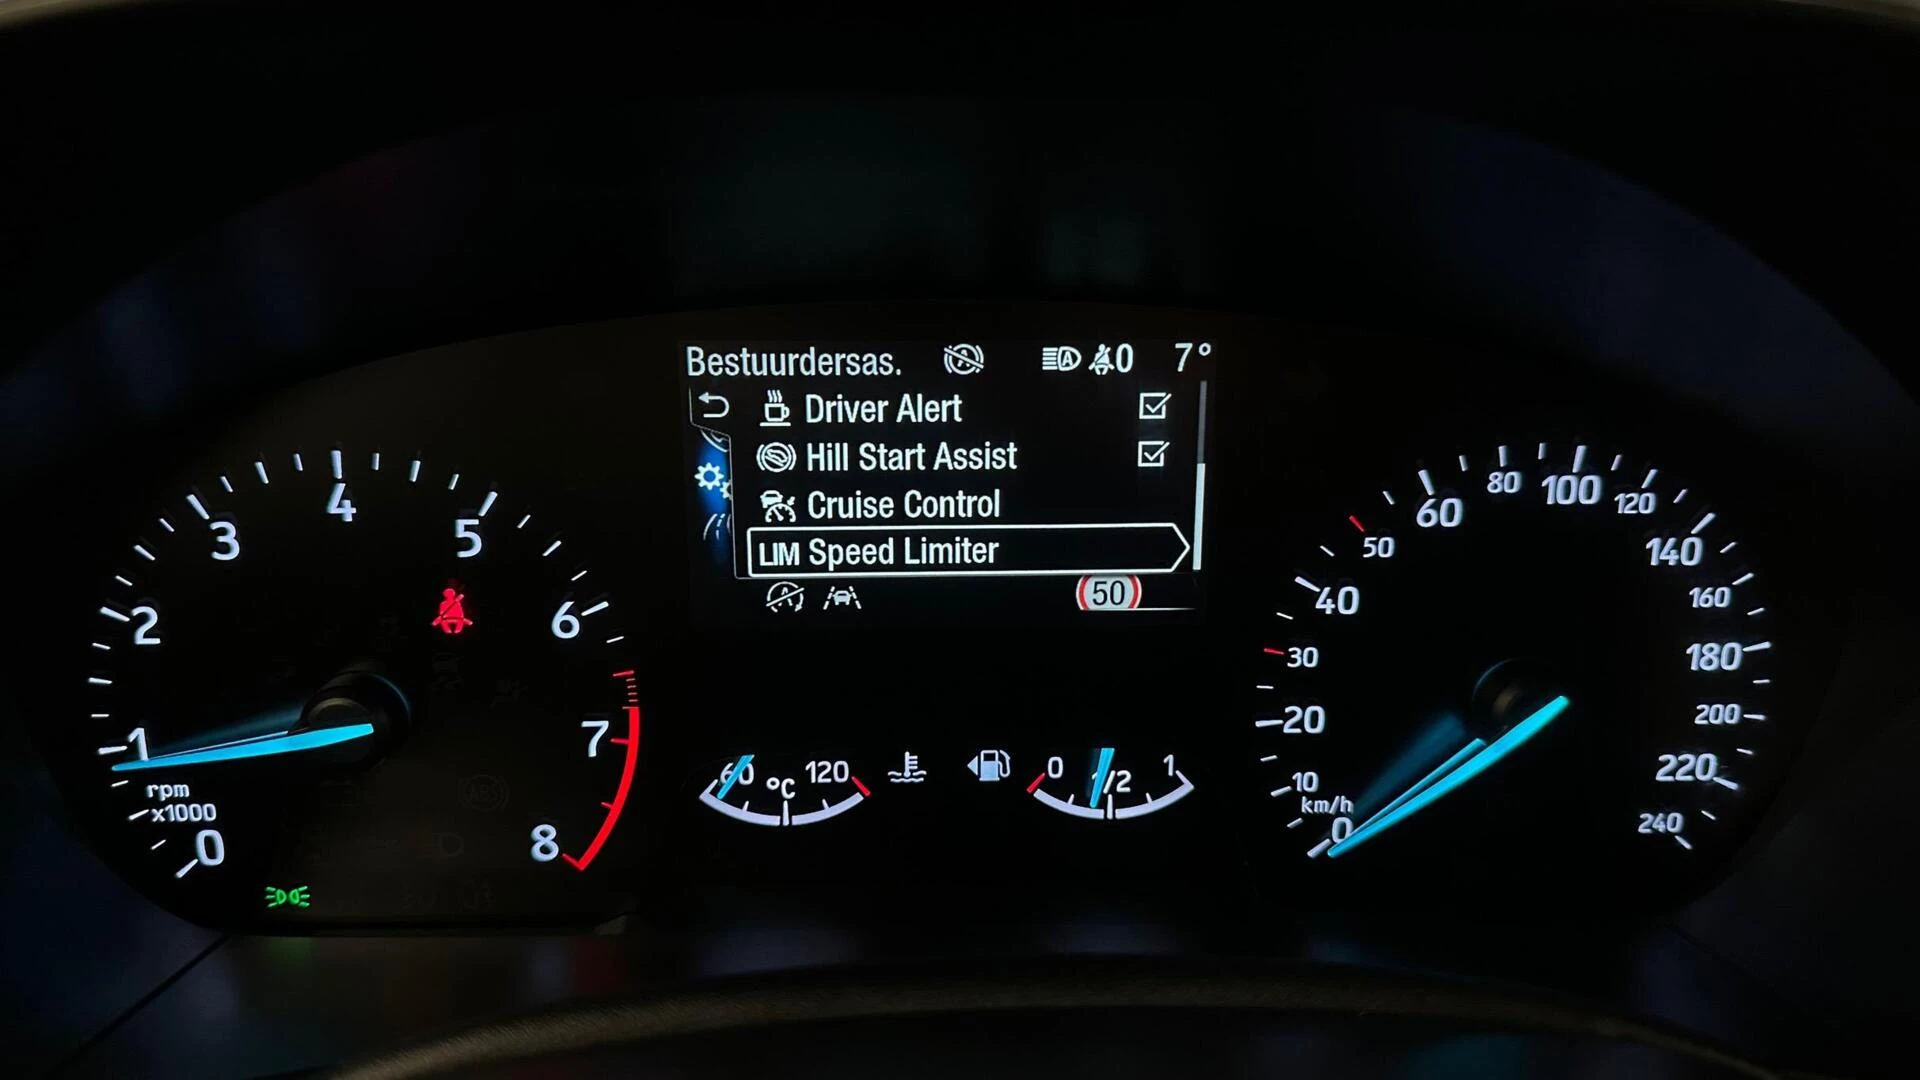 Bestuurdersas. A 0 7°
Driver Alert
Hill Start Assist
Cruise Control
LIM Speed Limiter
A 50
0 1 2 3 4 5 6 7 8
rpm
x1000
ABS
60 °C 120
0 1/2 1
0 10 20 30 40 50 60 80 100 120 140 160 180 200 220 240
km/h